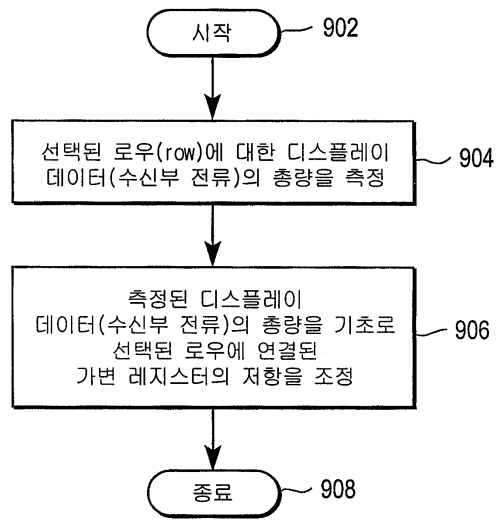 시작
902
선택된 로우(row)에 대한 디스플레이
데이터(수신부 전류)의 총량을 측정
904
측정된 디스플레이
데이터(수신부 전류)의 총량을 기초로
선택된 로우에 연결된
가변 레지스터의 저항을 조정
906
종료
908